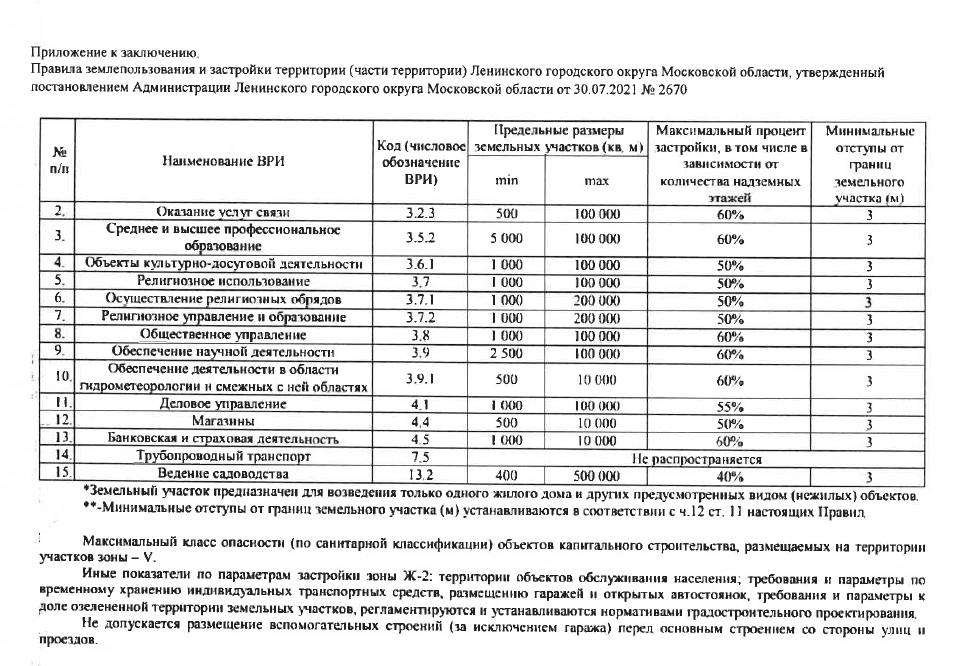 Приложение к заключению.
Правила землепользования и застройки территории (части территории) Ленинского городского округа Московской области, утвержденный
постановлением Администрации Ленинского городского округа Московской области от 30.07.2021 № 2670
№ п/п | Наименование ВРИ | Код (числовое обозначение ВРИ) | Предельные размеры земельных участков (кв. м) min | max | Максимальный процент застройки, в том числе в зависимости от количества надземных этажей | Минимальные отступы от границ земельного участка (м)
2. Оказание услуг связи 3.2.3 500 100 000 60% 3
3. Среднее и высшее профессиональное образование 3.5.2 5 000 100 000 60% 3
4. Объекты культурно-досуговой деятельности 3.6.1 1 000 100 000 50% 3
5. Религиозное использование 3.7 1 000 100 000 50% 3
6. Осуществление религиозных обрядов 3.7.1 1 000 200 000 50% 3
7. Религиозное управление и образование 3.7.2 1 000 200 000 50% 3
8. Общественное управление 3.8 1 000 100 000 60% 3
9. Обеспечение научной деятельности 3.9 2 500 100 000 60% 3
10. Обеспечение деятельности в области гидрометеорологии и смежных с ней областях 3.9.1 500 10 000 60% 3
11. Деловое управление 4.1 1 000 100 000 55% 3
12. Магазины 4.4 500 10 000 50% 3
13. Банковская и страховая деятельность 4.5 1 000 10 000 60% 3
14. Трубопроводный транспорт 7.5 Не распространяется
15. Ведение садоводства 13.2 400 500 000 40% 3
*Земельный участок предназначен для возведения только одного жилого дома и других предусмотренных видом (нежилых) объектов.
**-Минимальные отступы от границ земельного участка (м) устанавливаются в соответствии с ч.12 ст. 11 настоящих Правил.
Максимальный класс опасности (по санитарной классификации) объектов капитального строительства, размещаемых на территории
участков зоны – V.
Иные показатели по параметрам застройки зоны Ж-2: территории объектов обслуживания населения; требования и параметры по
временному хранению индивидуальных транспортных средств, размещению гаражей и открытых автостоянок, требования и параметры к
доле озелененной территории земельных участков, регламентируются и устанавливаются нормативами градостроительного проектирования.
Не допускается размещение вспомогательных строений (за исключением гаража) перед основным строением со стороны улиц и
проездов.